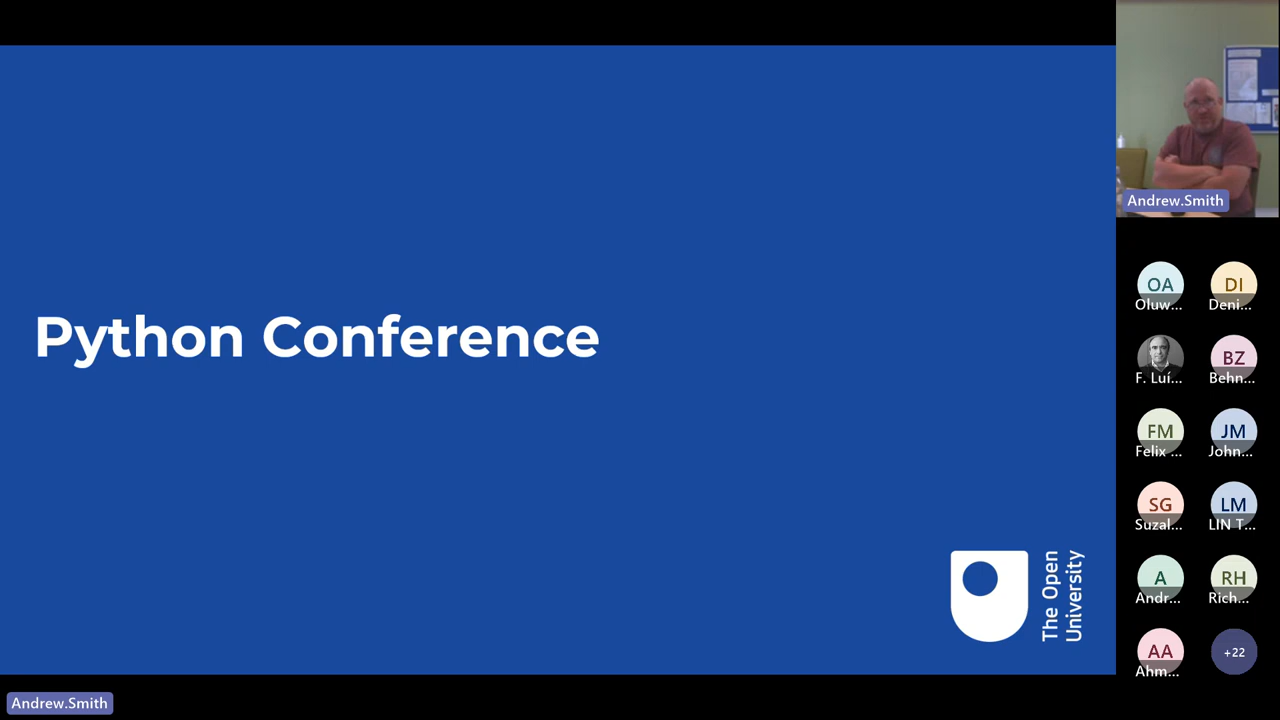 Python Conference
The Open
University
Andrew.Smith
Andrew.Smith
OA
DI
Oluw...
Deni...
F. Luí...
BZ
Behn...
FM
JM
Felix ...
John...
SG
LM
Suzal...
LIN T...
A
RH
Andr...
Rich...
AA
+22
Ahm...